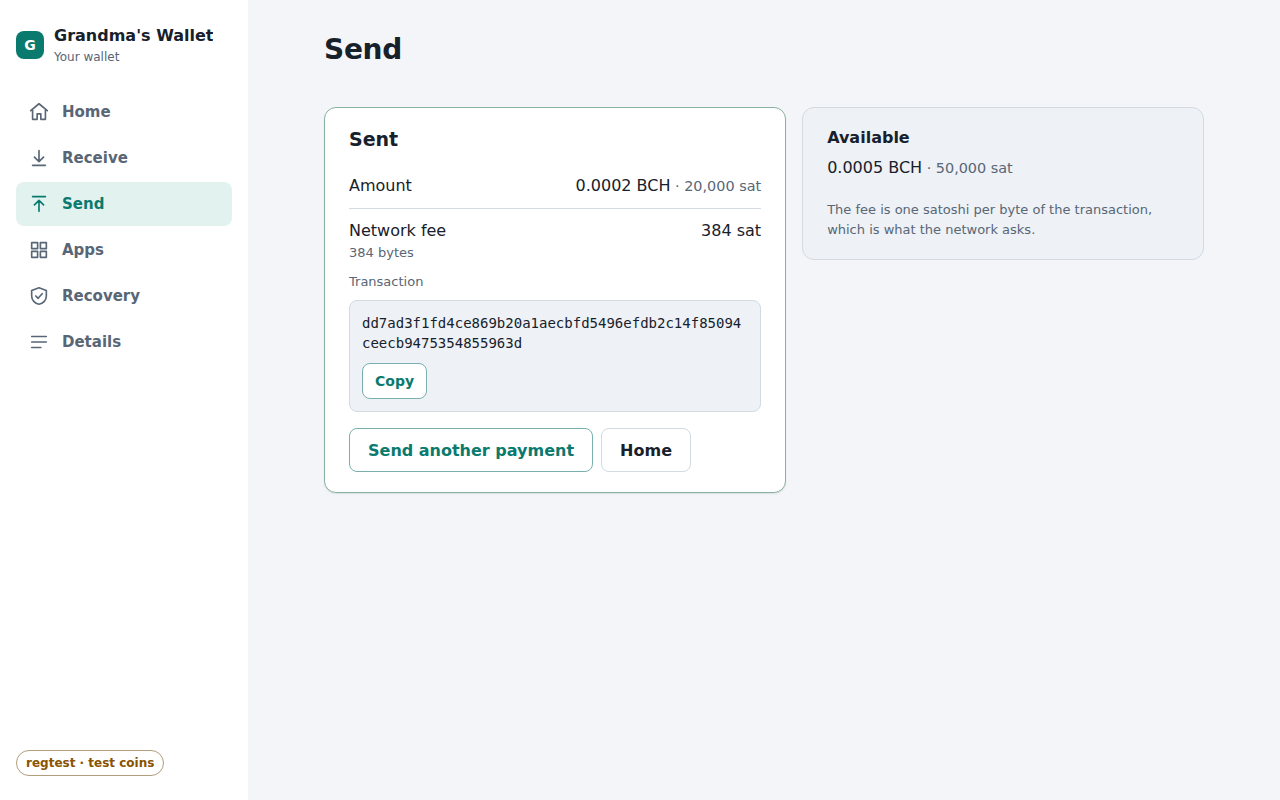 G
Grandma's Wallet
Your wallet
Home
Receive
Send
Apps
Recovery
Details
regtest · test coins
Send
Sent
Amount
0.0002 BCH · 20,000 sat
Network fee
384 sat
384 bytes
Transaction
dd7ad3f1fd4ce869b20a1aecbfd5496efdb2c14f85094
ceecb9475354855963d
Copy
Send another payment
Home
Available
0.0005 BCH · 50,000 sat
The fee is one satoshi per byte of the transaction,
which is what the network asks.